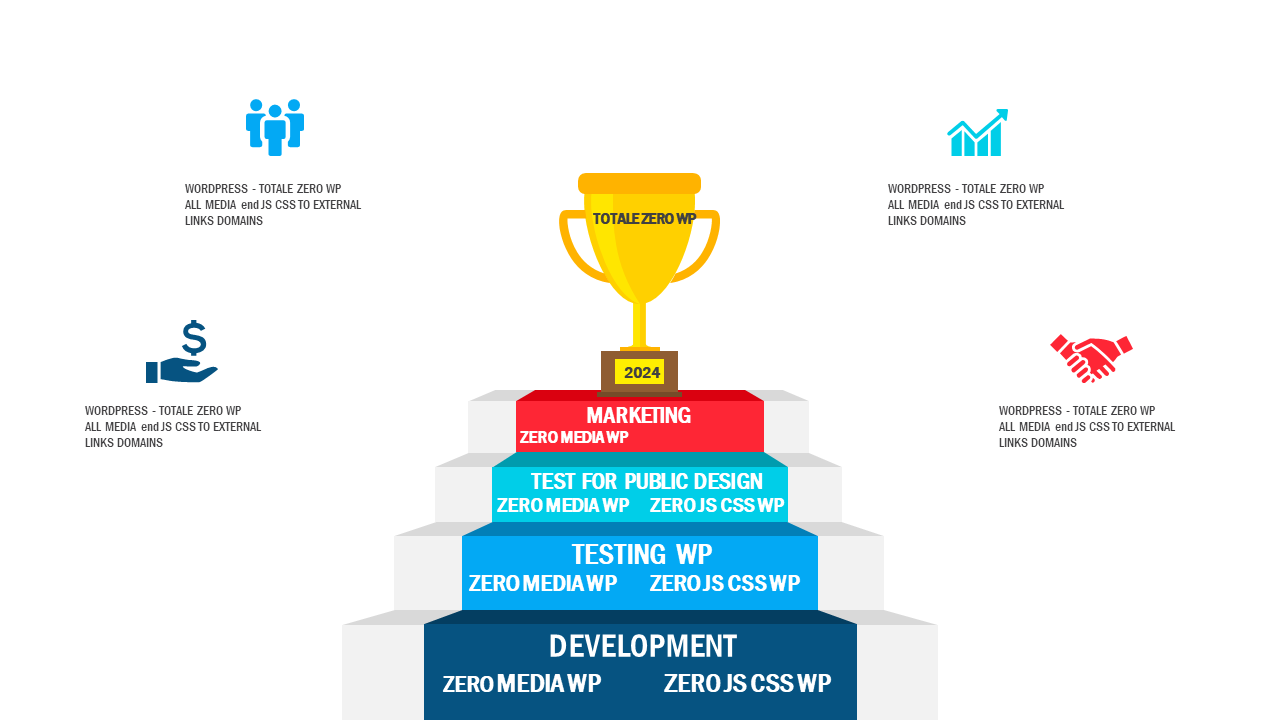 WORDPRESS - TOTALE ZERO WP
ALL MEDIA end JS CSS TO EXTERNAL
LINKS DOMAINS
WORDPRESS - TOTALE ZERO WP
ALL MEDIA end JS CSS TO EXTERNAL
LINKS DOMAINS
TOTALE ZERO WP
2024
WORDPRESS - TOTALE ZERO WP
ALL MEDIA end JS CSS TO EXTERNAL
LINKS DOMAINS
WORDPRESS - TOTALE ZERO WP
ALL MEDIA end JS CSS TO EXTERNAL
LINKS DOMAINS
MARKETING
ZERO MEDIA WP
TEST FOR PUBLIC DESIGN
ZERO MEDIA WP ZERO JS CSS WP
TESTING WP
ZERO MEDIA WP ZERO JS CSS WP
DEVELOPMENT
ZERO MEDIA WP ZERO JS CSS WP